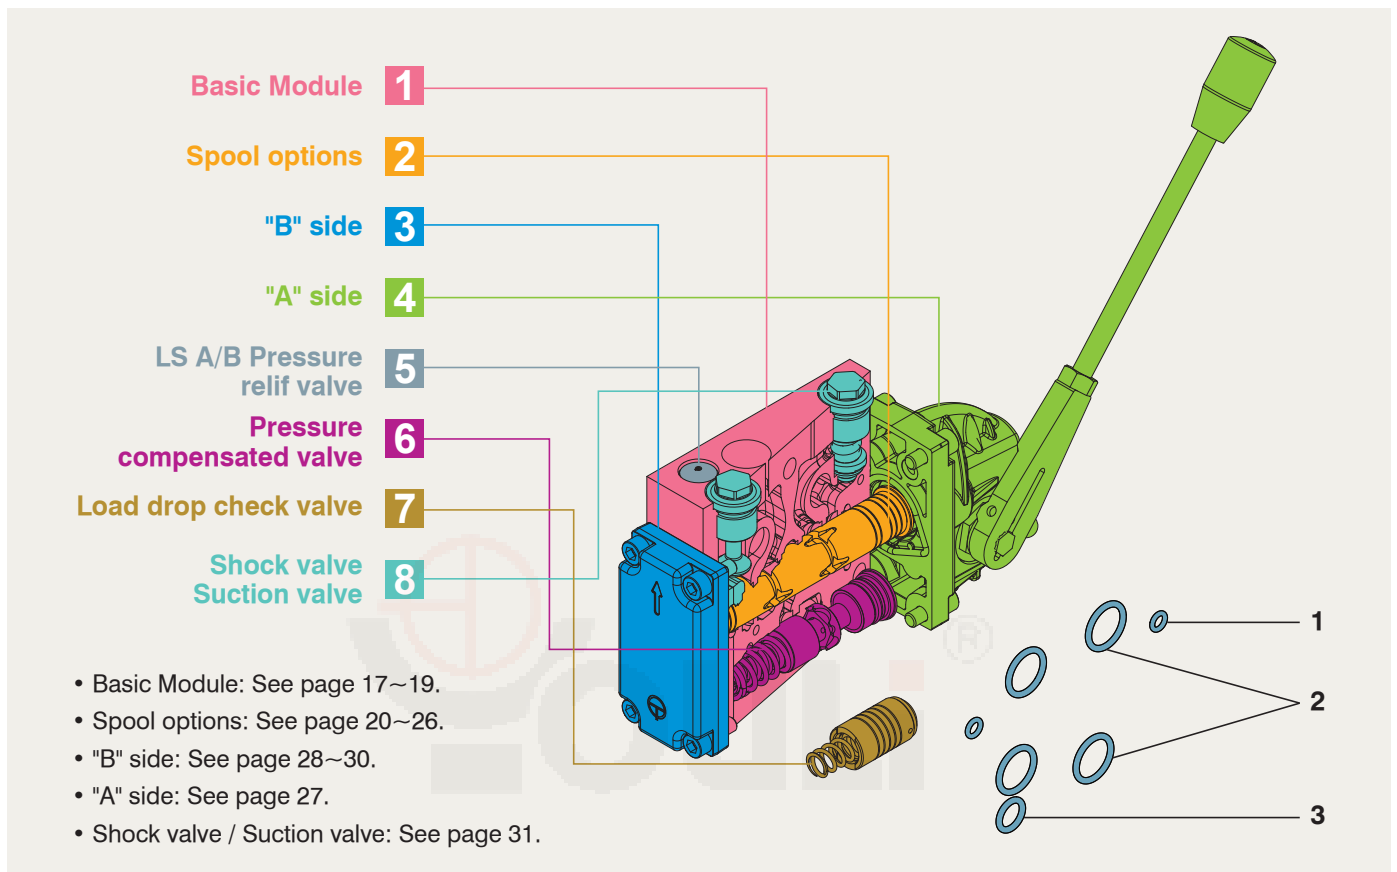 Basic Module 1
Spool options 2
"B" side 3
"A" side 4
LS A/B Pressure
relif valve 5
Pressure
compensated valve 6
Load drop check valve 7
Shock valve
Suction valve 8
1
2
3
• Basic Module: See page 17~19.
• Spool options: See page 20~26.
• "B" side: See page 28~30.
• "A" side: See page 27.
• Shock valve / Suction valve: See page 31.
Youli ®